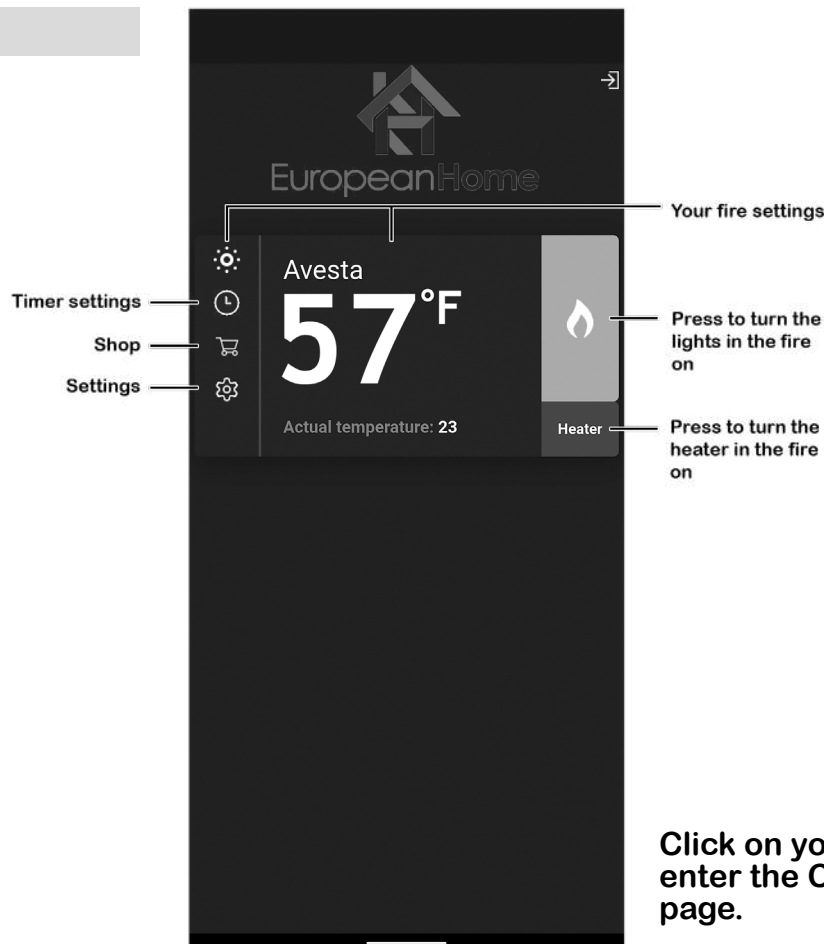 EuropeanHome
Your fire settings
Avesta
Timer settings
57°F
Press to turn the
lights in the fire
on
Shop
Settings
Actual temperature: 23
Heater
Press to turn the
heater in the fire
on
Click on
enter the
page.